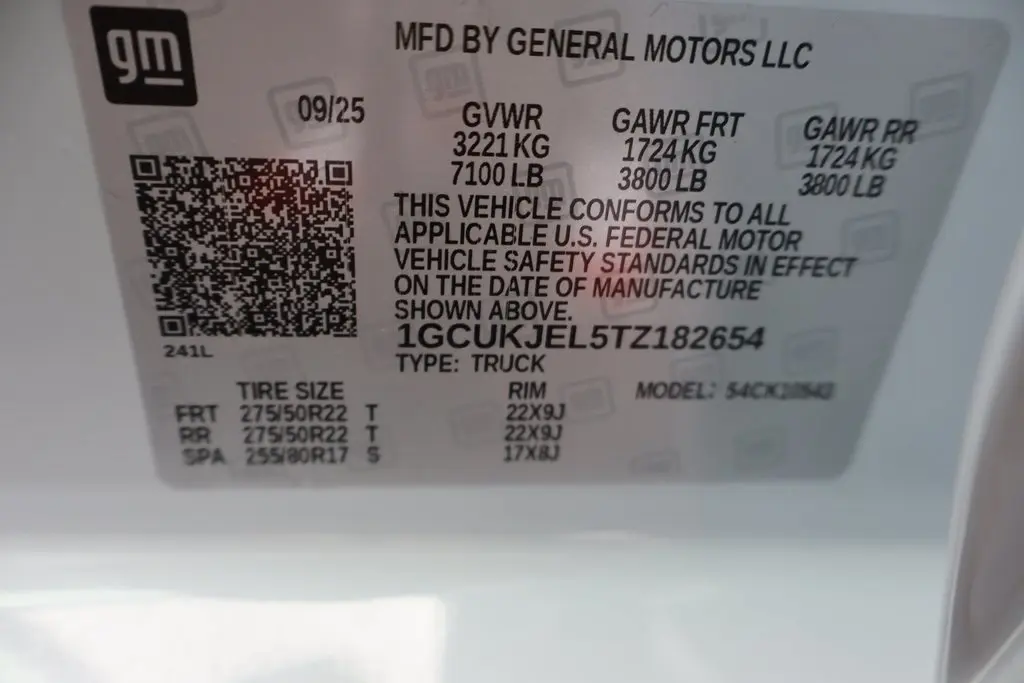 gm
MFD BY GENERAL MOTORS LLC
09/25
GVWR
3221 KG
7100 LB
GAWR FRT
1724 KG
3800 LB
GAWR RR
1724 KG
3800 LB
THIS VEHICLE CONFORMS TO ALL
APPLICABLE U.S. FEDERAL MOTOR
VEHICLE SAFETY STANDARDS IN EFFECT
ON THE DATE OF MANUFACTURE
SHOWN ABOVE.
1GCUKJEL5TZ182654
TYPE: TRUCK
241L
TIRE SIZE RIM MODEL:
FRT 275/50R22 T 22X9J
RR 275/50R22 T 22X9J
SPA 255/80R17 S 17X8J